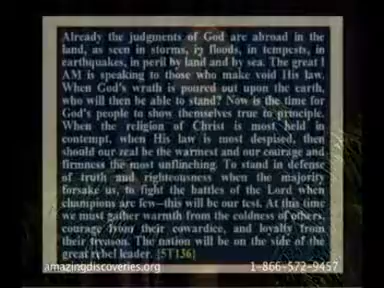 Already the judgments of God are abroad in the
land, as seen in storms, in floods, in tempests, in
earthquakes, in peril by land and by sea. The great I
AM is speaking to those who make void His law.
When God's wrath is poured out upon the earth,
who will then be able to stand? Now is the time for
God's people to show themselves true to principle.
When the religion of Christ is most held in
contempt, when His law is most despised, then
should our zeal be the warmest and our courage and
firmness the most unflinching. To stand in defense
of truth and righteousness when the majority
forsake us, to fight the battles of the Lord when
champions are few—this will be our test. At this time
we must gather warmth from the coldness of others,
courage from their cowardice, and loyalty from
their treason. The nation will be on the side of the
great rebel leader. [5T136]
amazingdiscoveries.org 1-866-572-9457